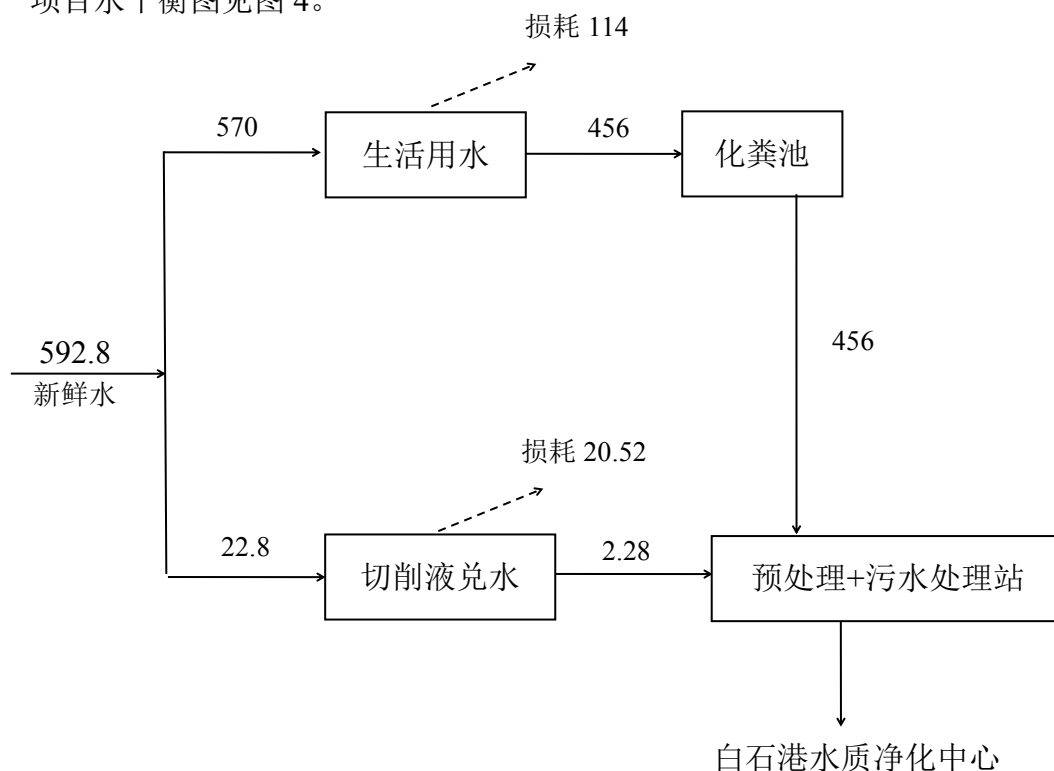 项目水平衡图见图 4。
损耗 114
570
生活用水
456
化粪池
592.8
新鲜水
456
损耗 20.52
22.8
切削液兑水
2.28
预处理+污水处理站
白石港水质净化中心